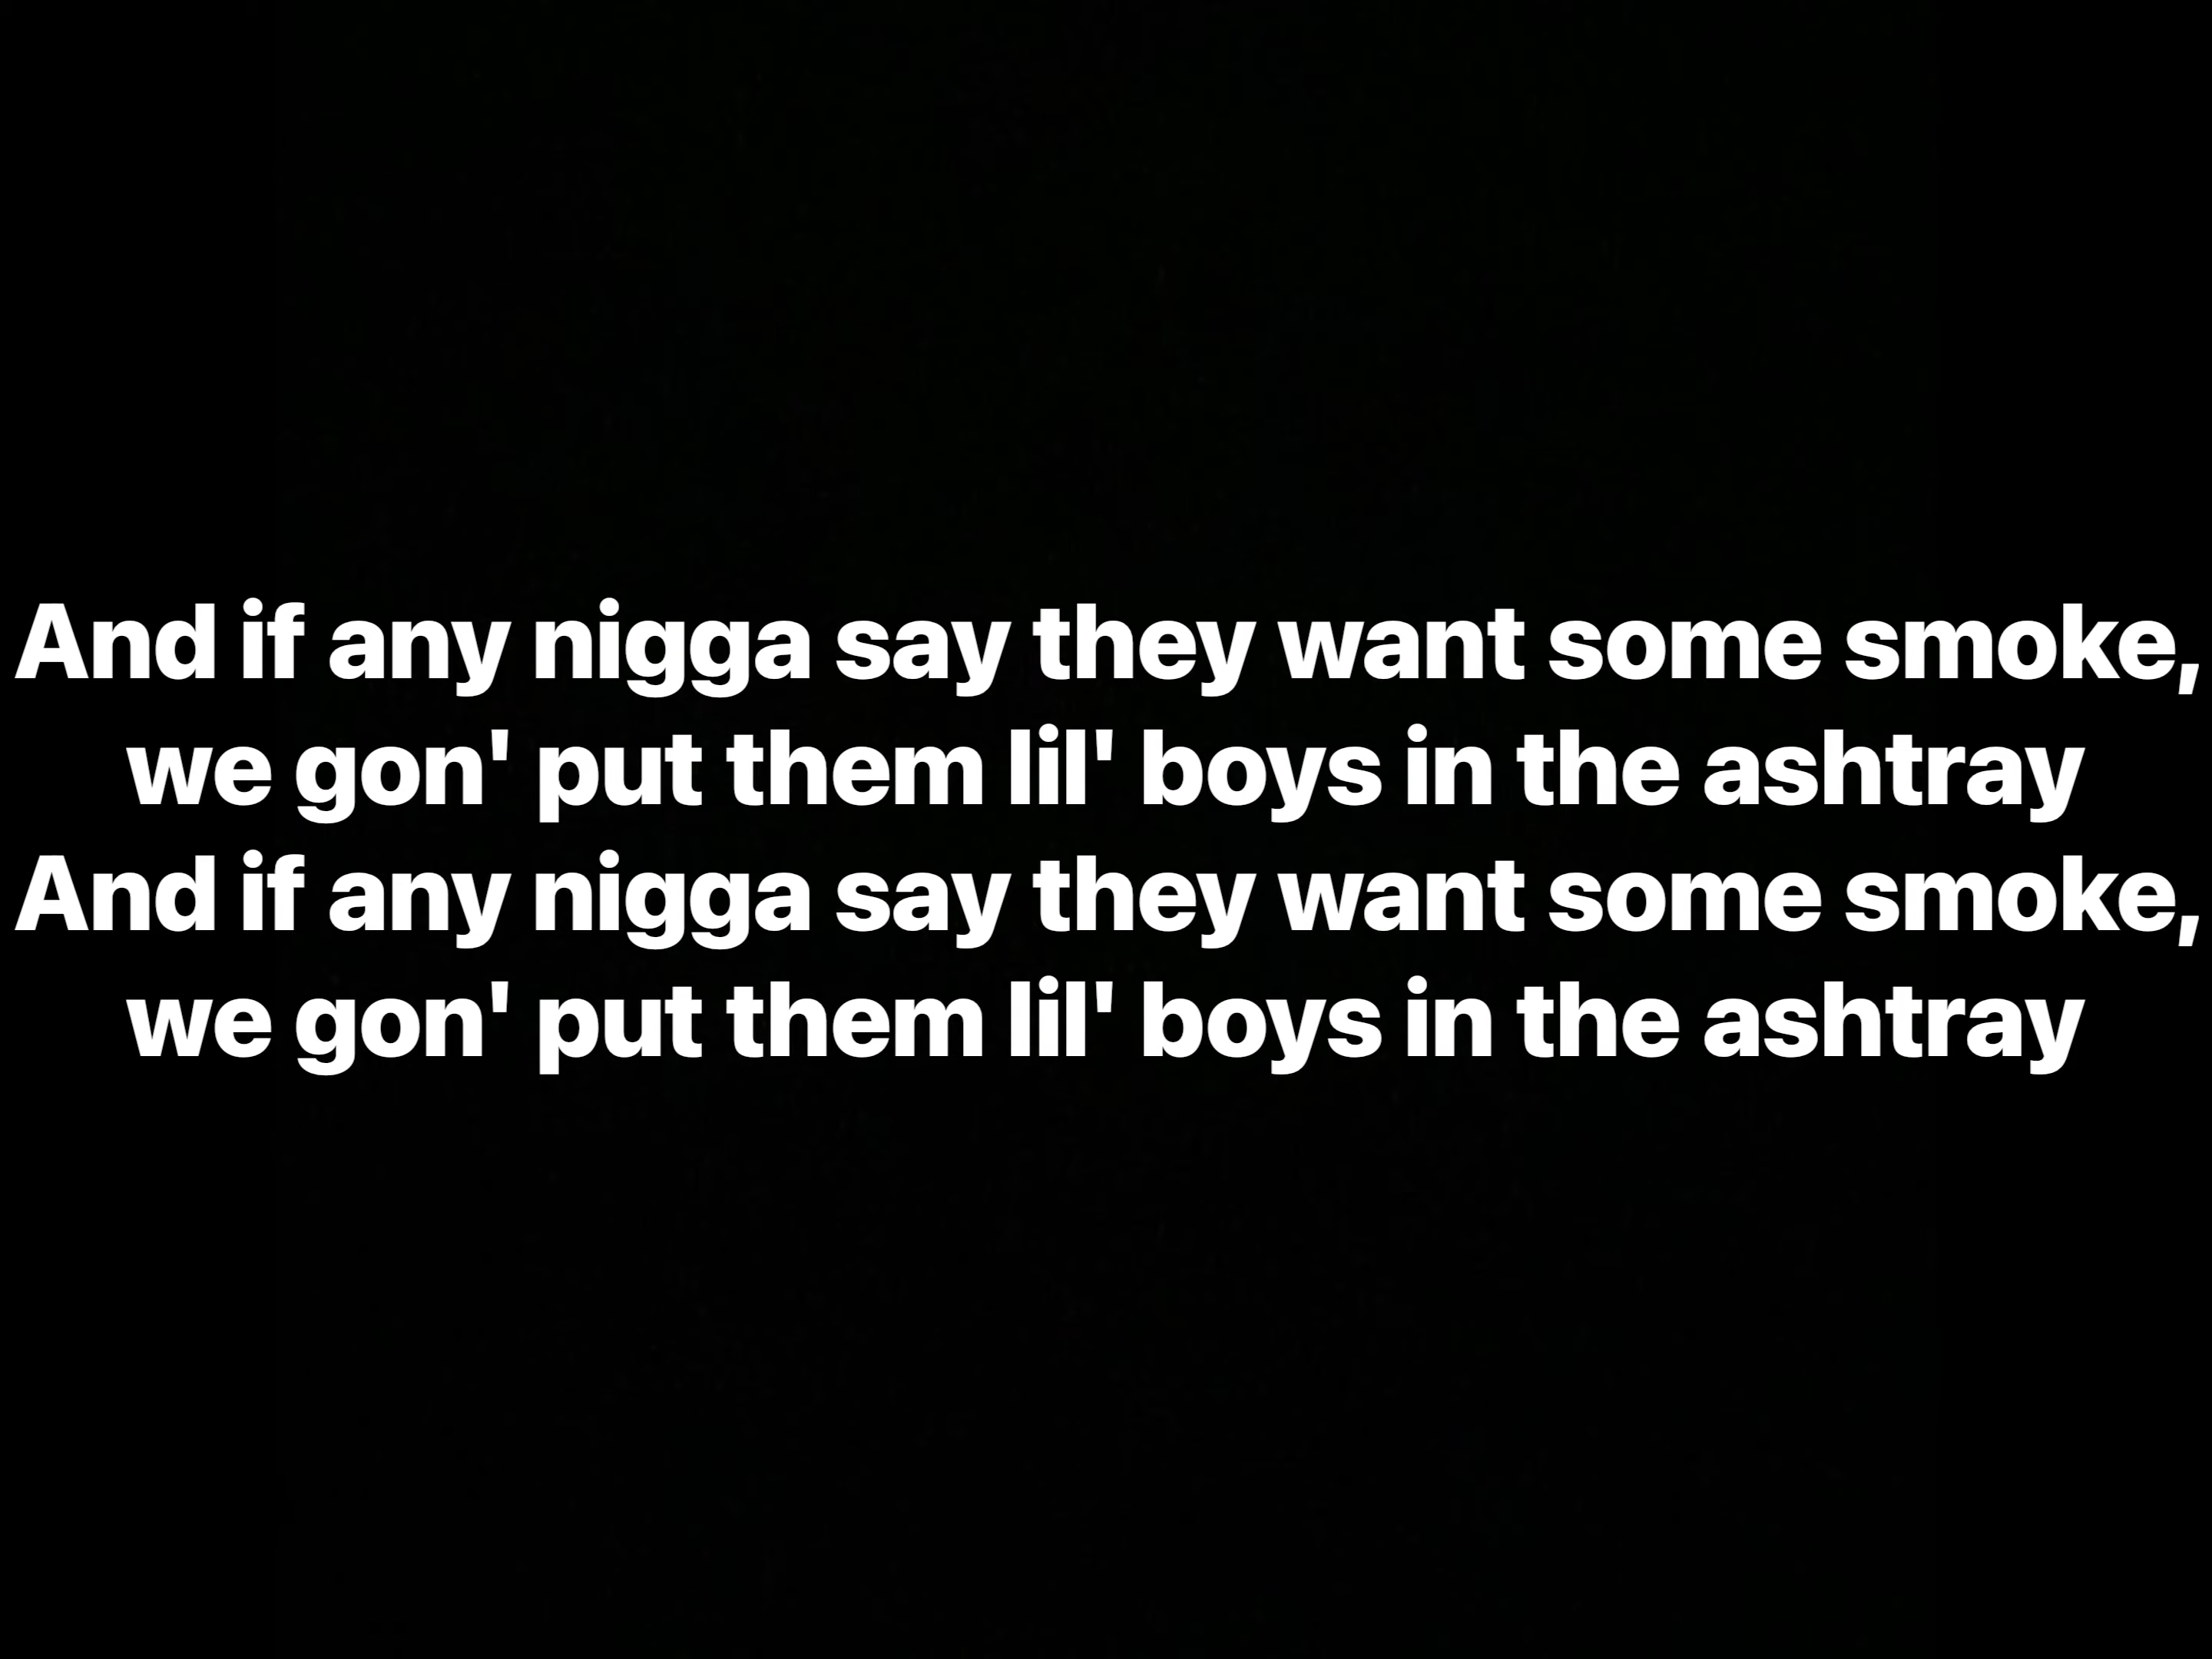 And if any nigga say they want some smoke,
we gon' put them lil' boys in the ashtray
And if any nigga say they want some smoke,
we gon' put them lil' boys in the ashtray